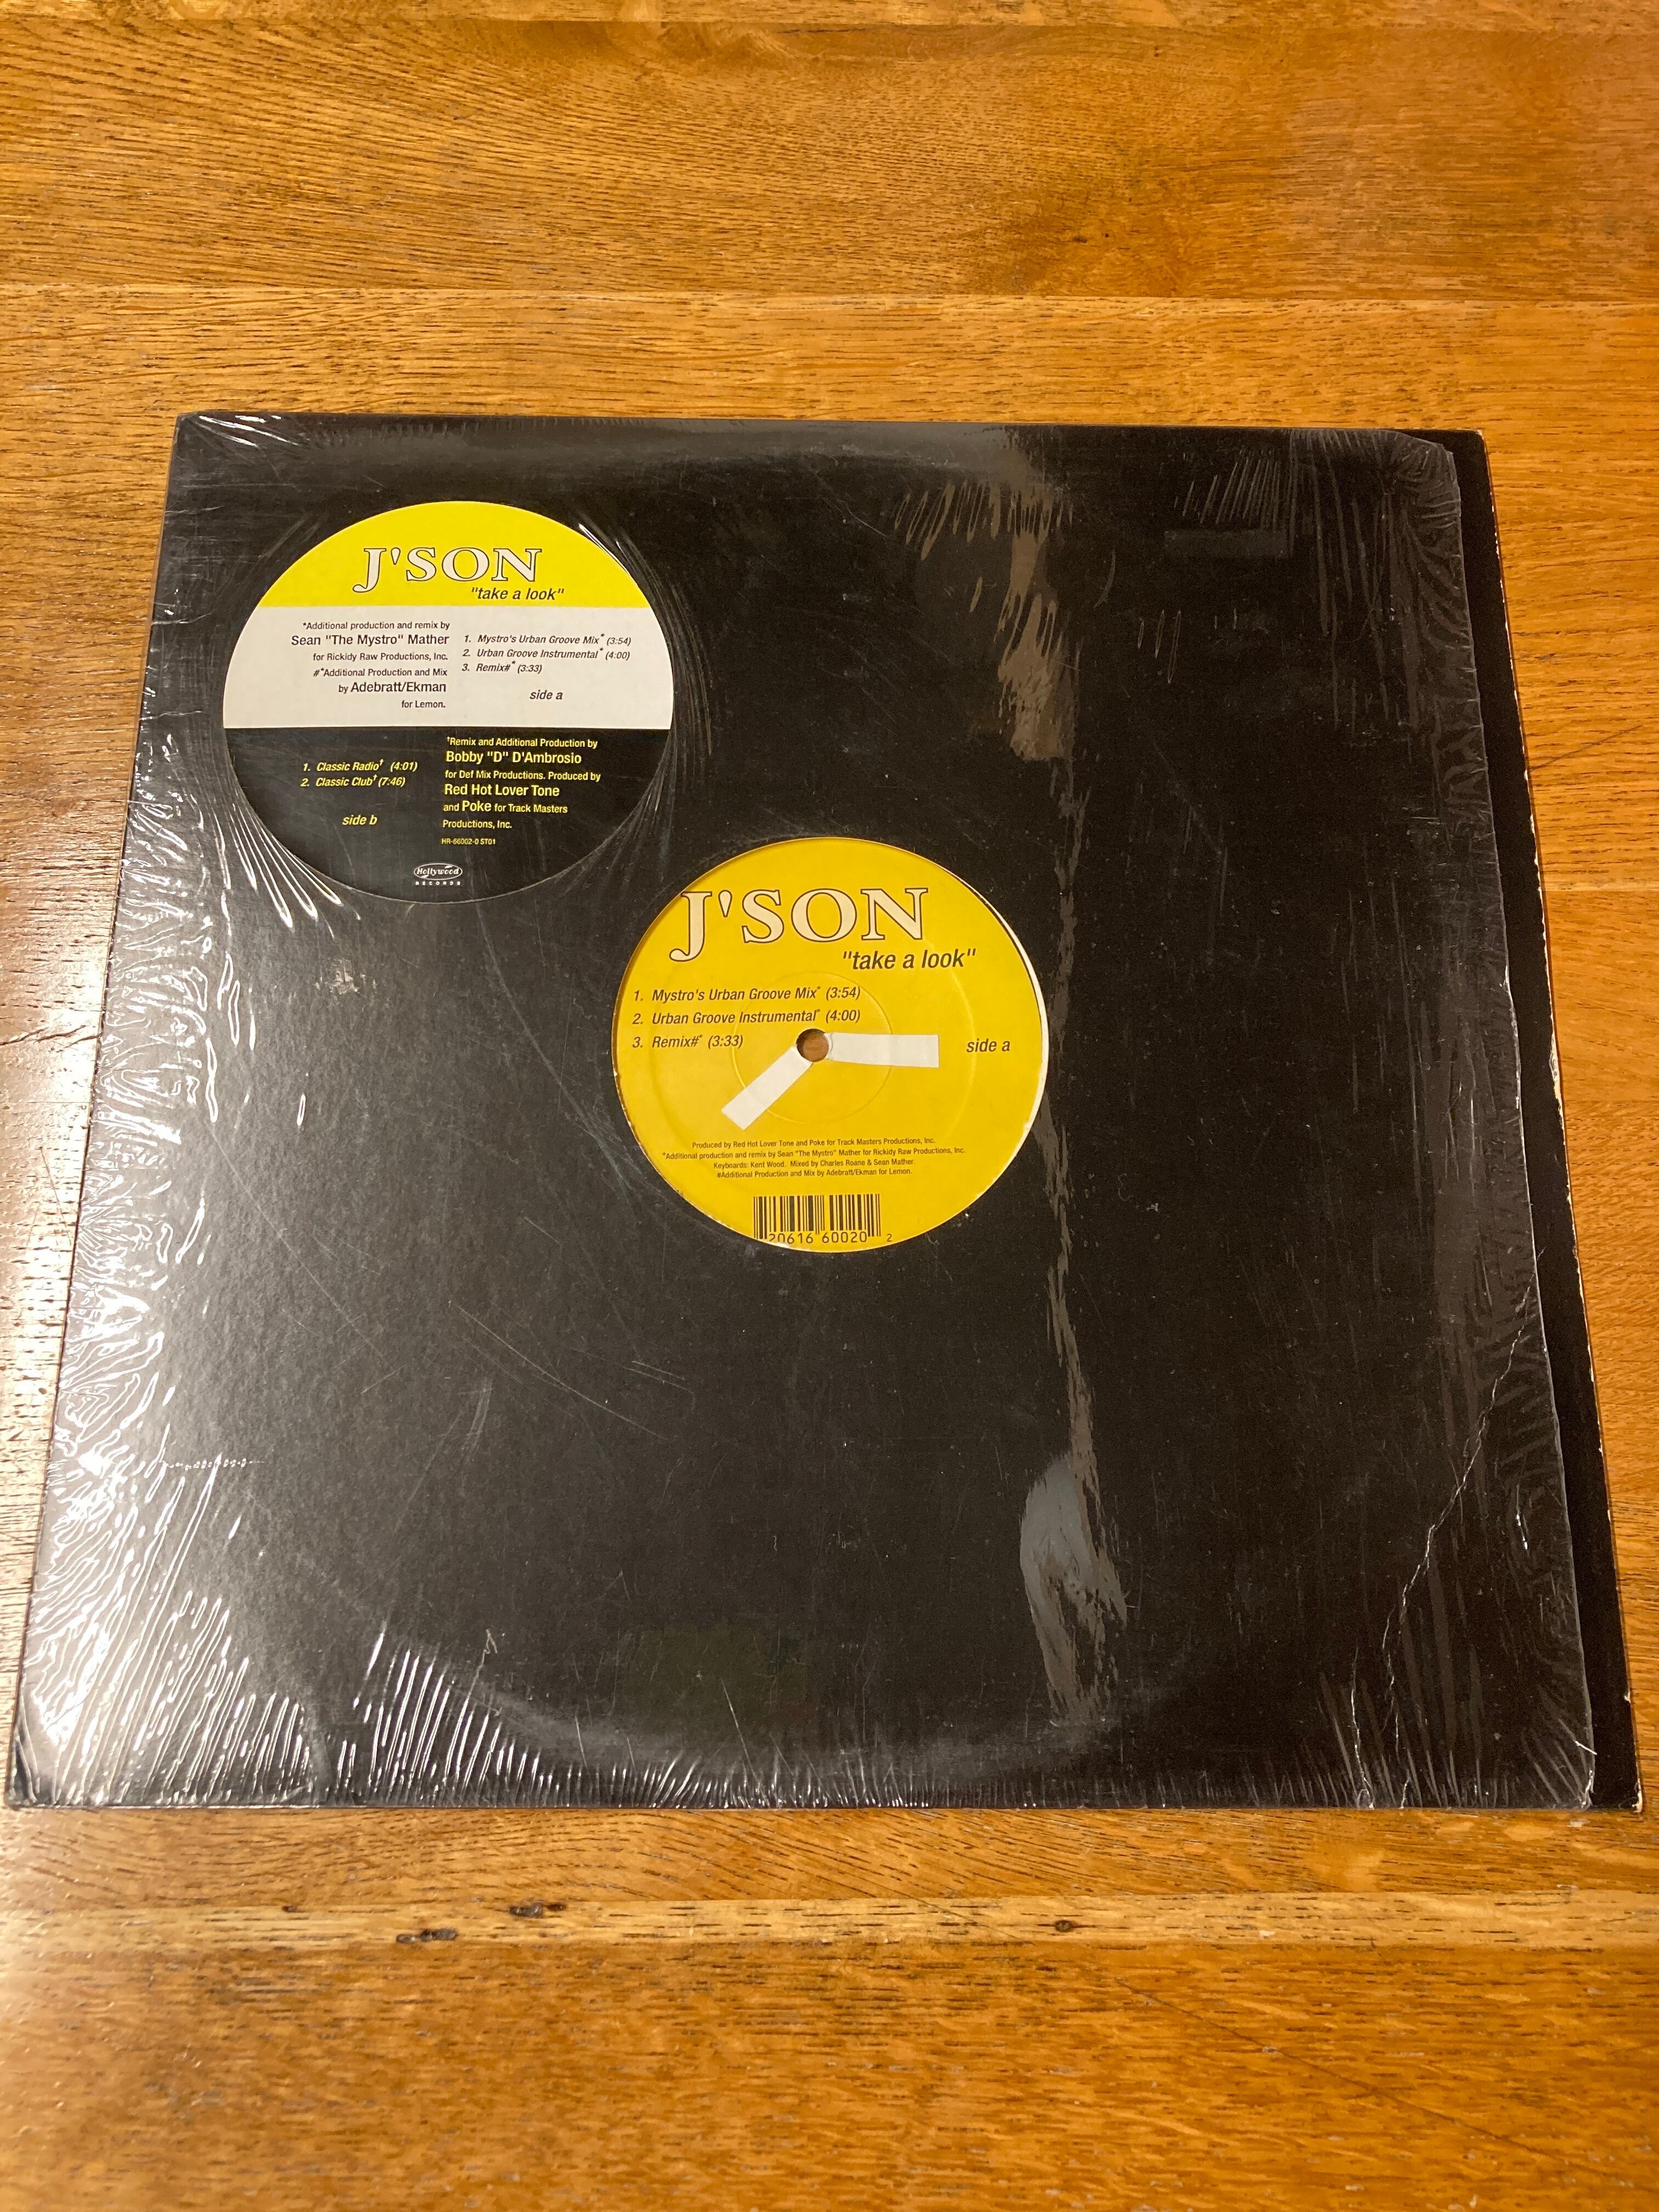 J'SON
"take a look"
*Additional production and remix by
Sean "The Mystro" Mather
for Rickidy Raw Productions, Inc.
#*Additional Production and Mix
by Adebratt/Ekman
for Lemon.
1. Mystro's Urban Groove Mix* (3:54)
2. Urban Groove Instrumental* (4:00)
3. Remix#* (3:33)
side a
1. Classic Radio† (4:01)
2. Classic Club† (7:46)
side b
†Remix and Additional Production by
Bobby "D" D'Ambrosio
for Def Mix Productions. Produced by
Red Hot Lover Tone
and Poke for Track Masters
Productions, Inc.
HR-66002-0 ST01
Hollywood
RECORDS
J'SON
"take a look"
1. Mystro's Urban Groove Mix* (3:54)
2. Urban Groove Instrumental* (4:00)
3. Remix#* (3:33)
side a
Produced by Red Hot Lover Tone and Poke for Track Masters Productions, Inc.
*Additional production and remix by Sean "The Mystro" Mather for Rickidy Raw Productions, Inc.
Keyboards: Kent Wood. Mixed by Charles Roane & Sean Mather.
#Additional Production and Mix by Adebratt/Ekman for Lemon.
20616 60020 2